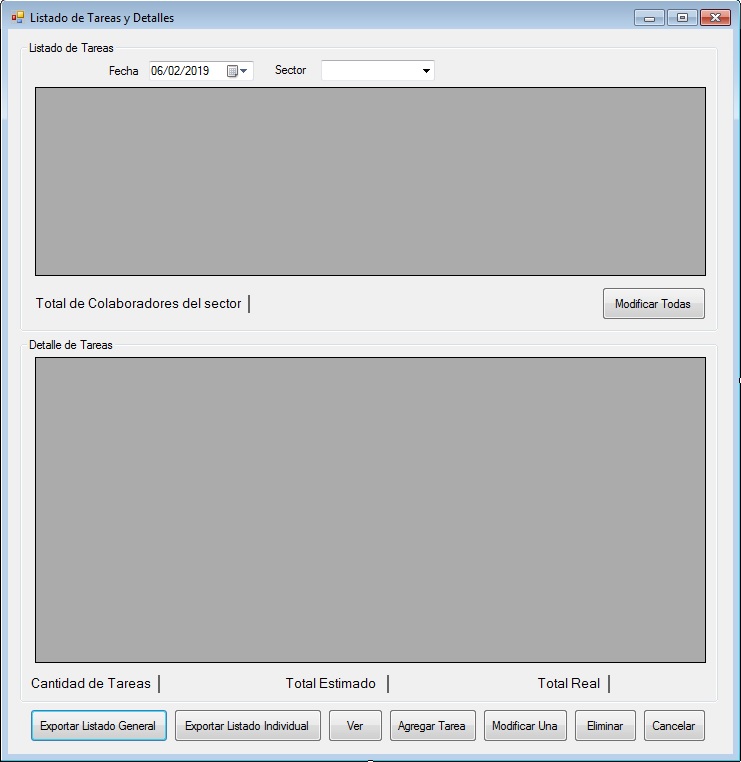 Listado de Tareas y Detalles
Listado de Tareas
Fecha 06/02/2019 Sector
Total de Colaboradores del sector
Modificar Todas
Detalle de Tareas
Cantidad de Tareas Total Estimado Total Real
Exportar Listado General Exportar Listado Individual Ver Agregar Tarea Modificar Una Eliminar Cancelar